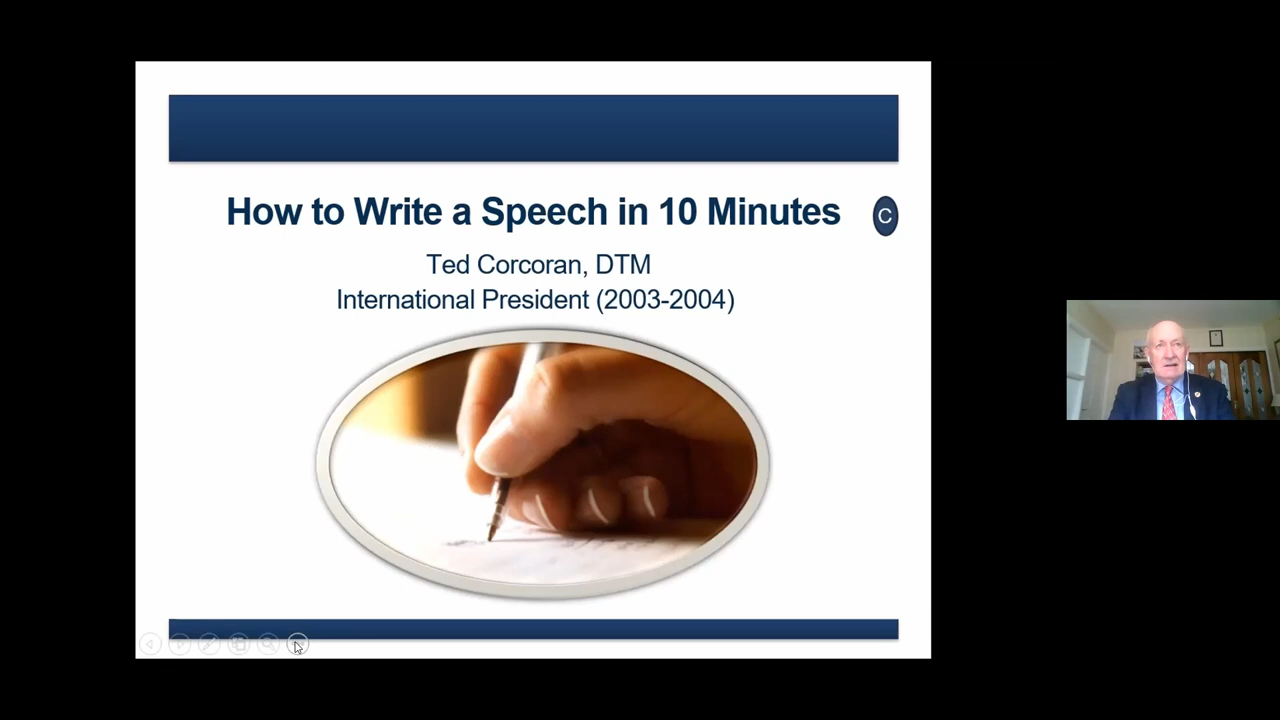 How to Write a Speech in 10 Minutes
C
Ted Corcoran, DTM
International President (2003-2004)